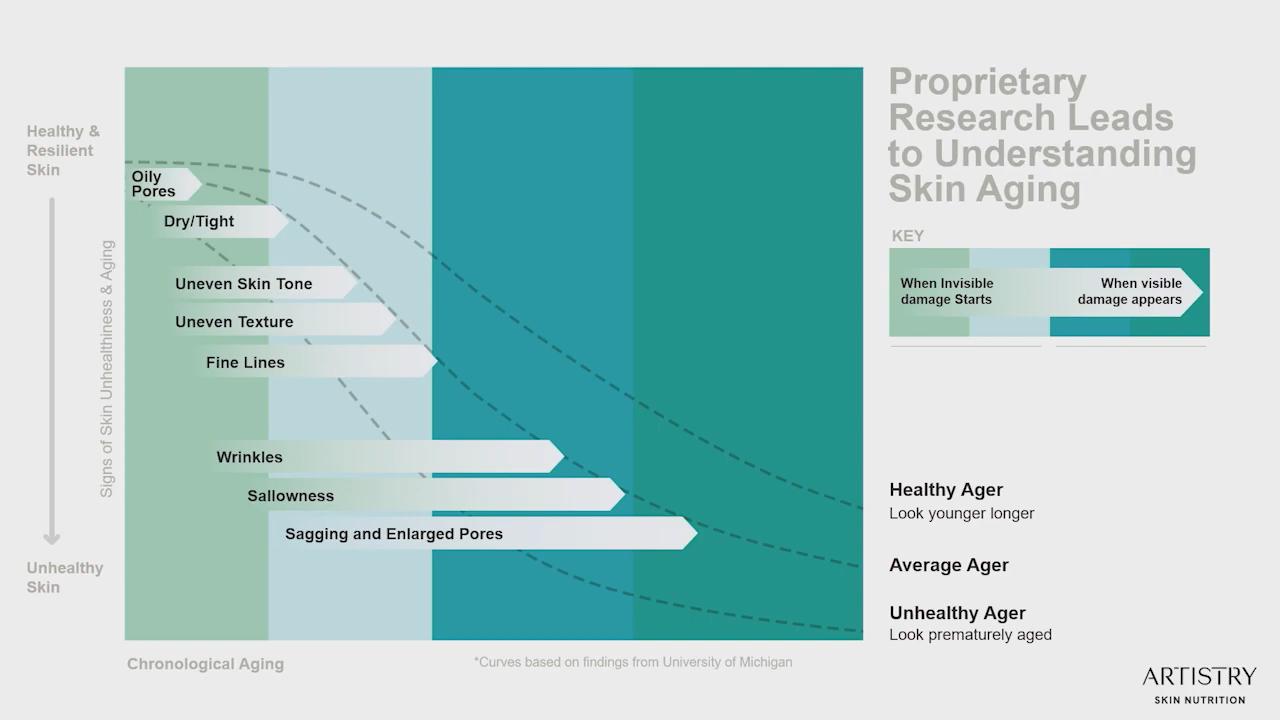 Proprietary
Research Leads
to Understanding
Skin Aging
Healthy &
Resilient
Skin
Signs of Skin Unhealthiness & Aging
Unhealthy
Skin
Oily
Pores
Dry/Tight
Uneven Skin Tone
Uneven Texture
Fine Lines
Wrinkles
Sallowness
Sagging and Enlarged Pores
Chronological Aging
*Curves based on findings from University of Michigan
KEY
When Invisible
damage Starts
When visible
damage appears
Healthy Ager
Look younger longer
Average Ager
Unhealthy Ager
Look prematurely aged
ARTISTRY
SKIN NUTRITION